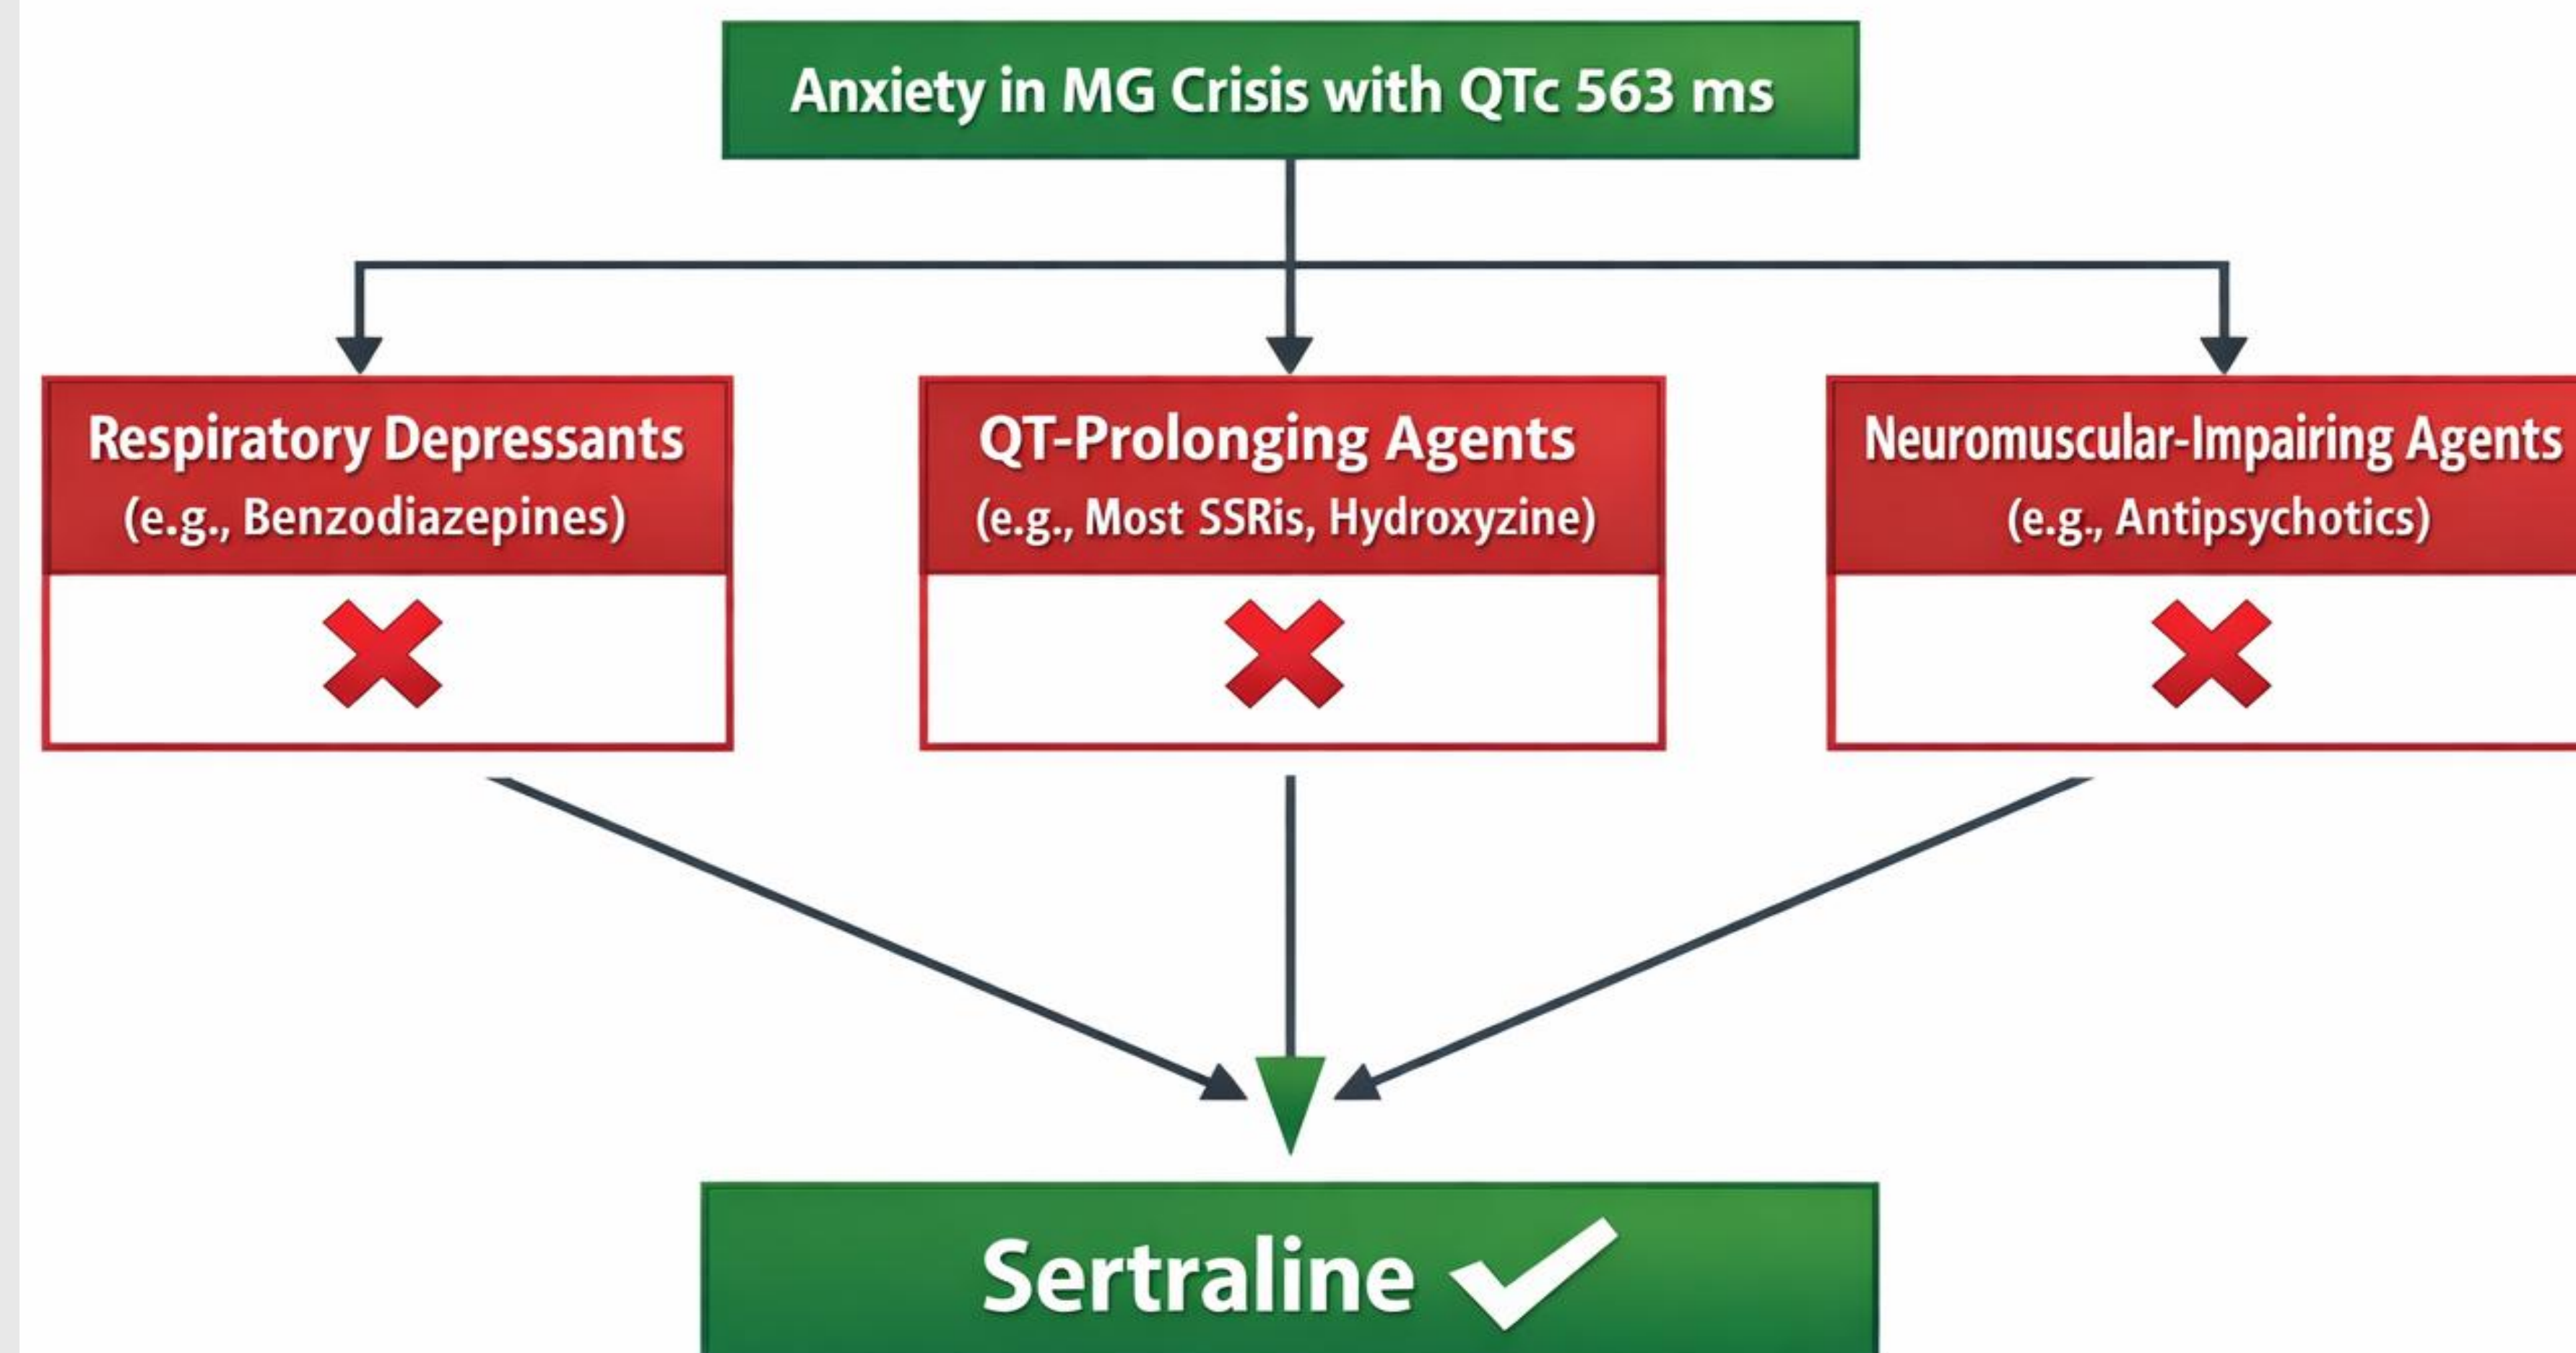 Anxiety in MG Crisis with QTc 563 ms
Respiratory Depressants
(e.g., Benzodiazepines)
QT-Prolonging Agents
(e.g., Most SSRis, Hydroxyzine)
Neuromuscular-Impairing Agents
(e.g., Antipsychotics)
Sertraline